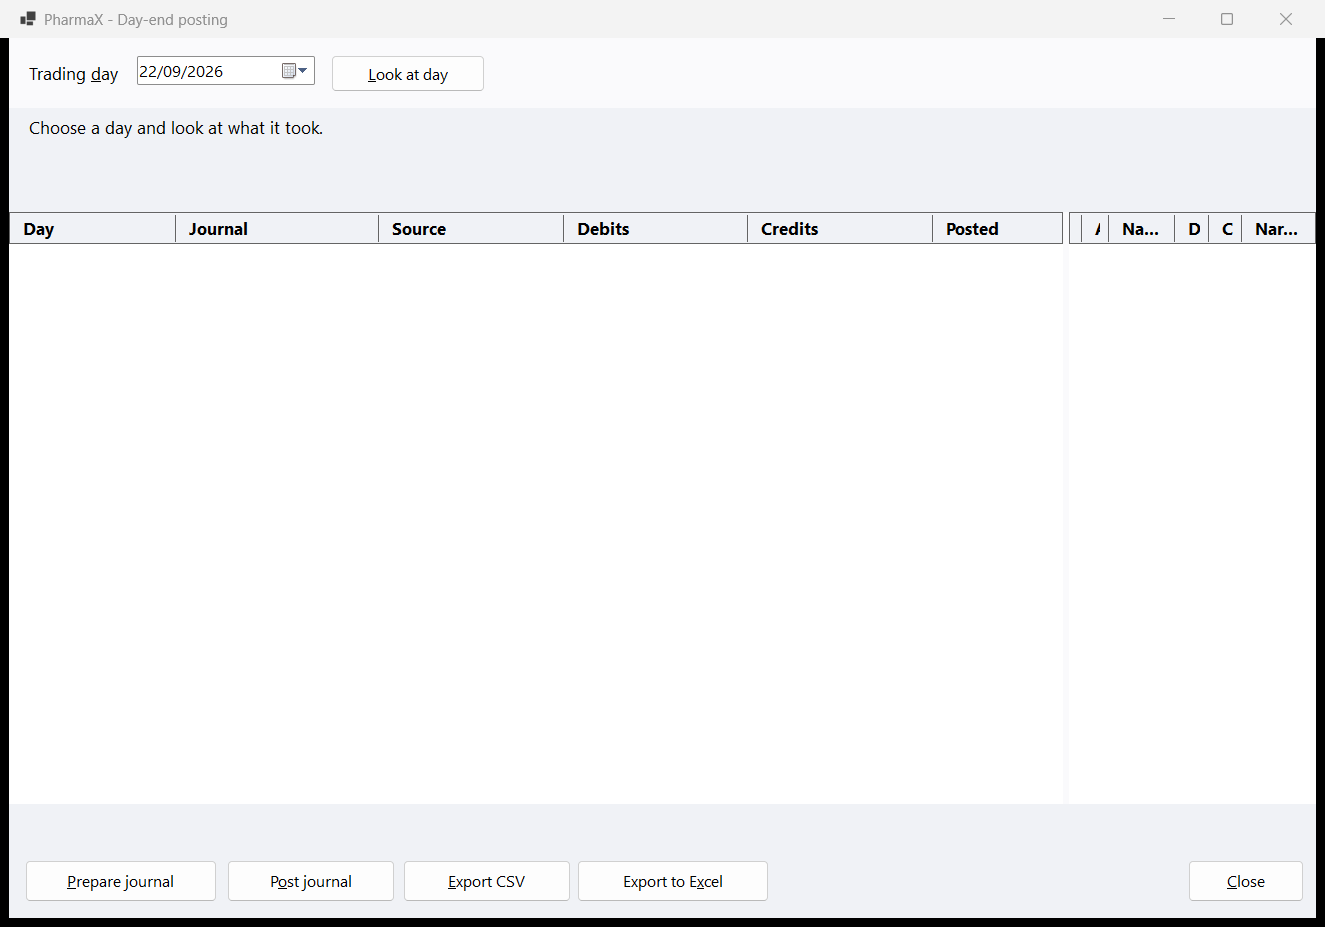 PharmaX - Day-end posting
Trading day 22/09/2026 Look at day
Choose a day and look at what it took.
Day Journal Source Debits Credits Posted Na... D C Nar...
Prepare journal Post journal Export CSV Export to Excel Close